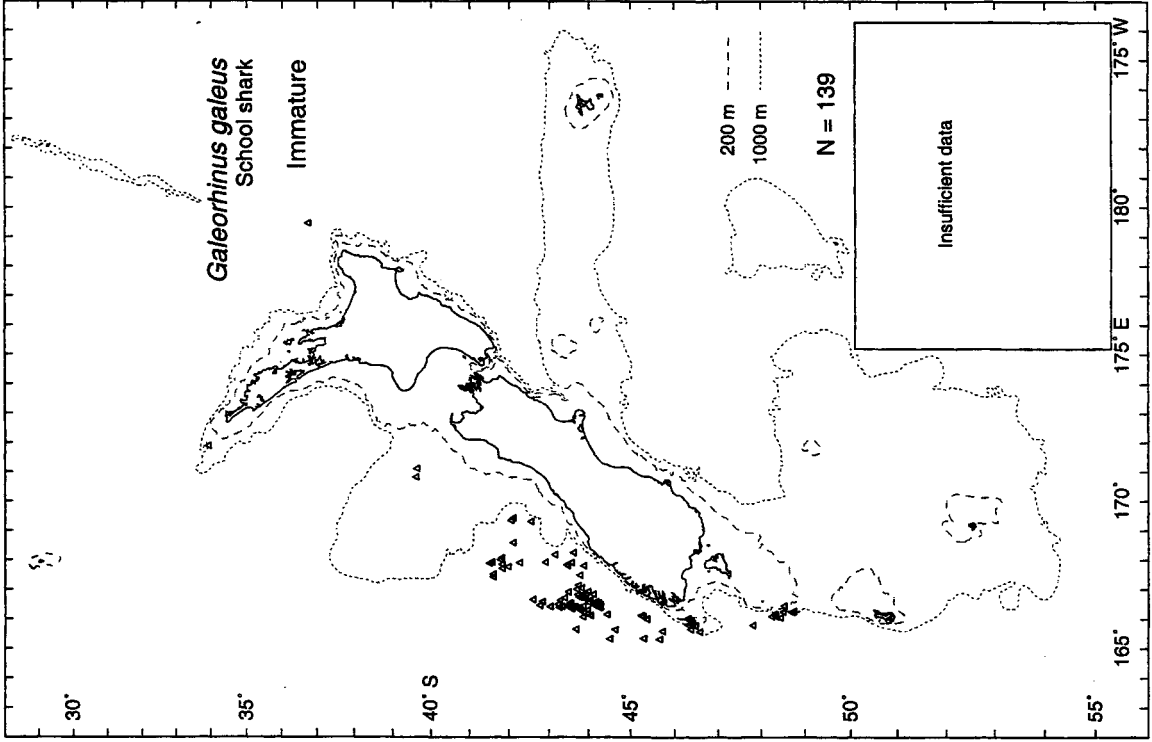 Galeorhinus galeus
School shark
Immature
30°
35°
40° S
45°
50°
55°
165°
170°
175° E
180°
175° W
200 m
1000 m
N = 139
Insufficient data